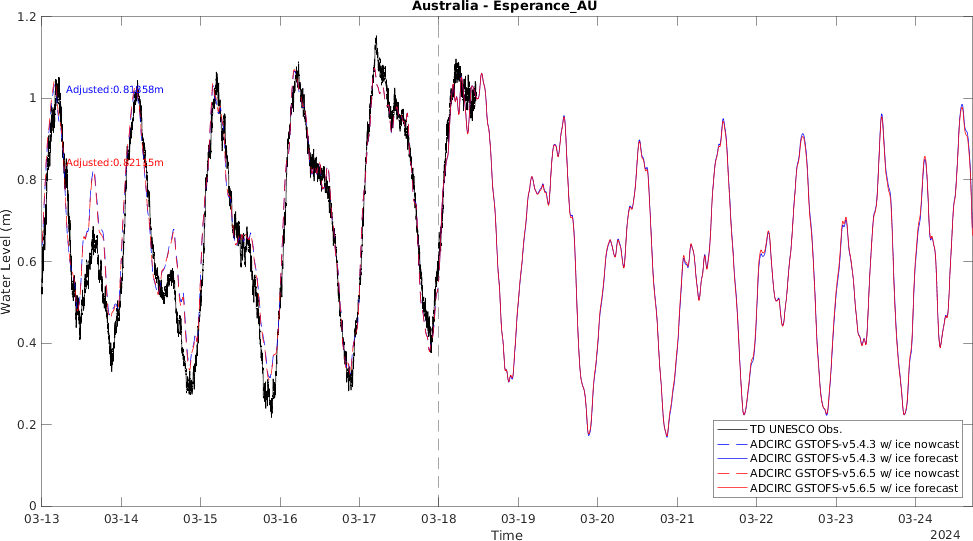 Australia - Esperance_AU
1.2
1
0.8
0.6
0.4
0.2
0
Water Level (m)
Adjusted:0.81358m
Adjusted:0.82115m
TD UNESCO Obs.
ADCIRC GSTOFS-v5.4.3 w/ ice nowcast
ADCIRC GSTOFS-v5.4.3 w/ ice forecast
ADCIRC GSTOFS-v5.6.5 w/ ice nowcast
ADCIRC GSTOFS-v5.6.5 w/ ice forecast
03-13 03-14 03-15 03-16 03-17 03-18 03-19 03-20 03-21 03-22 03-23 03-24
Time
2024